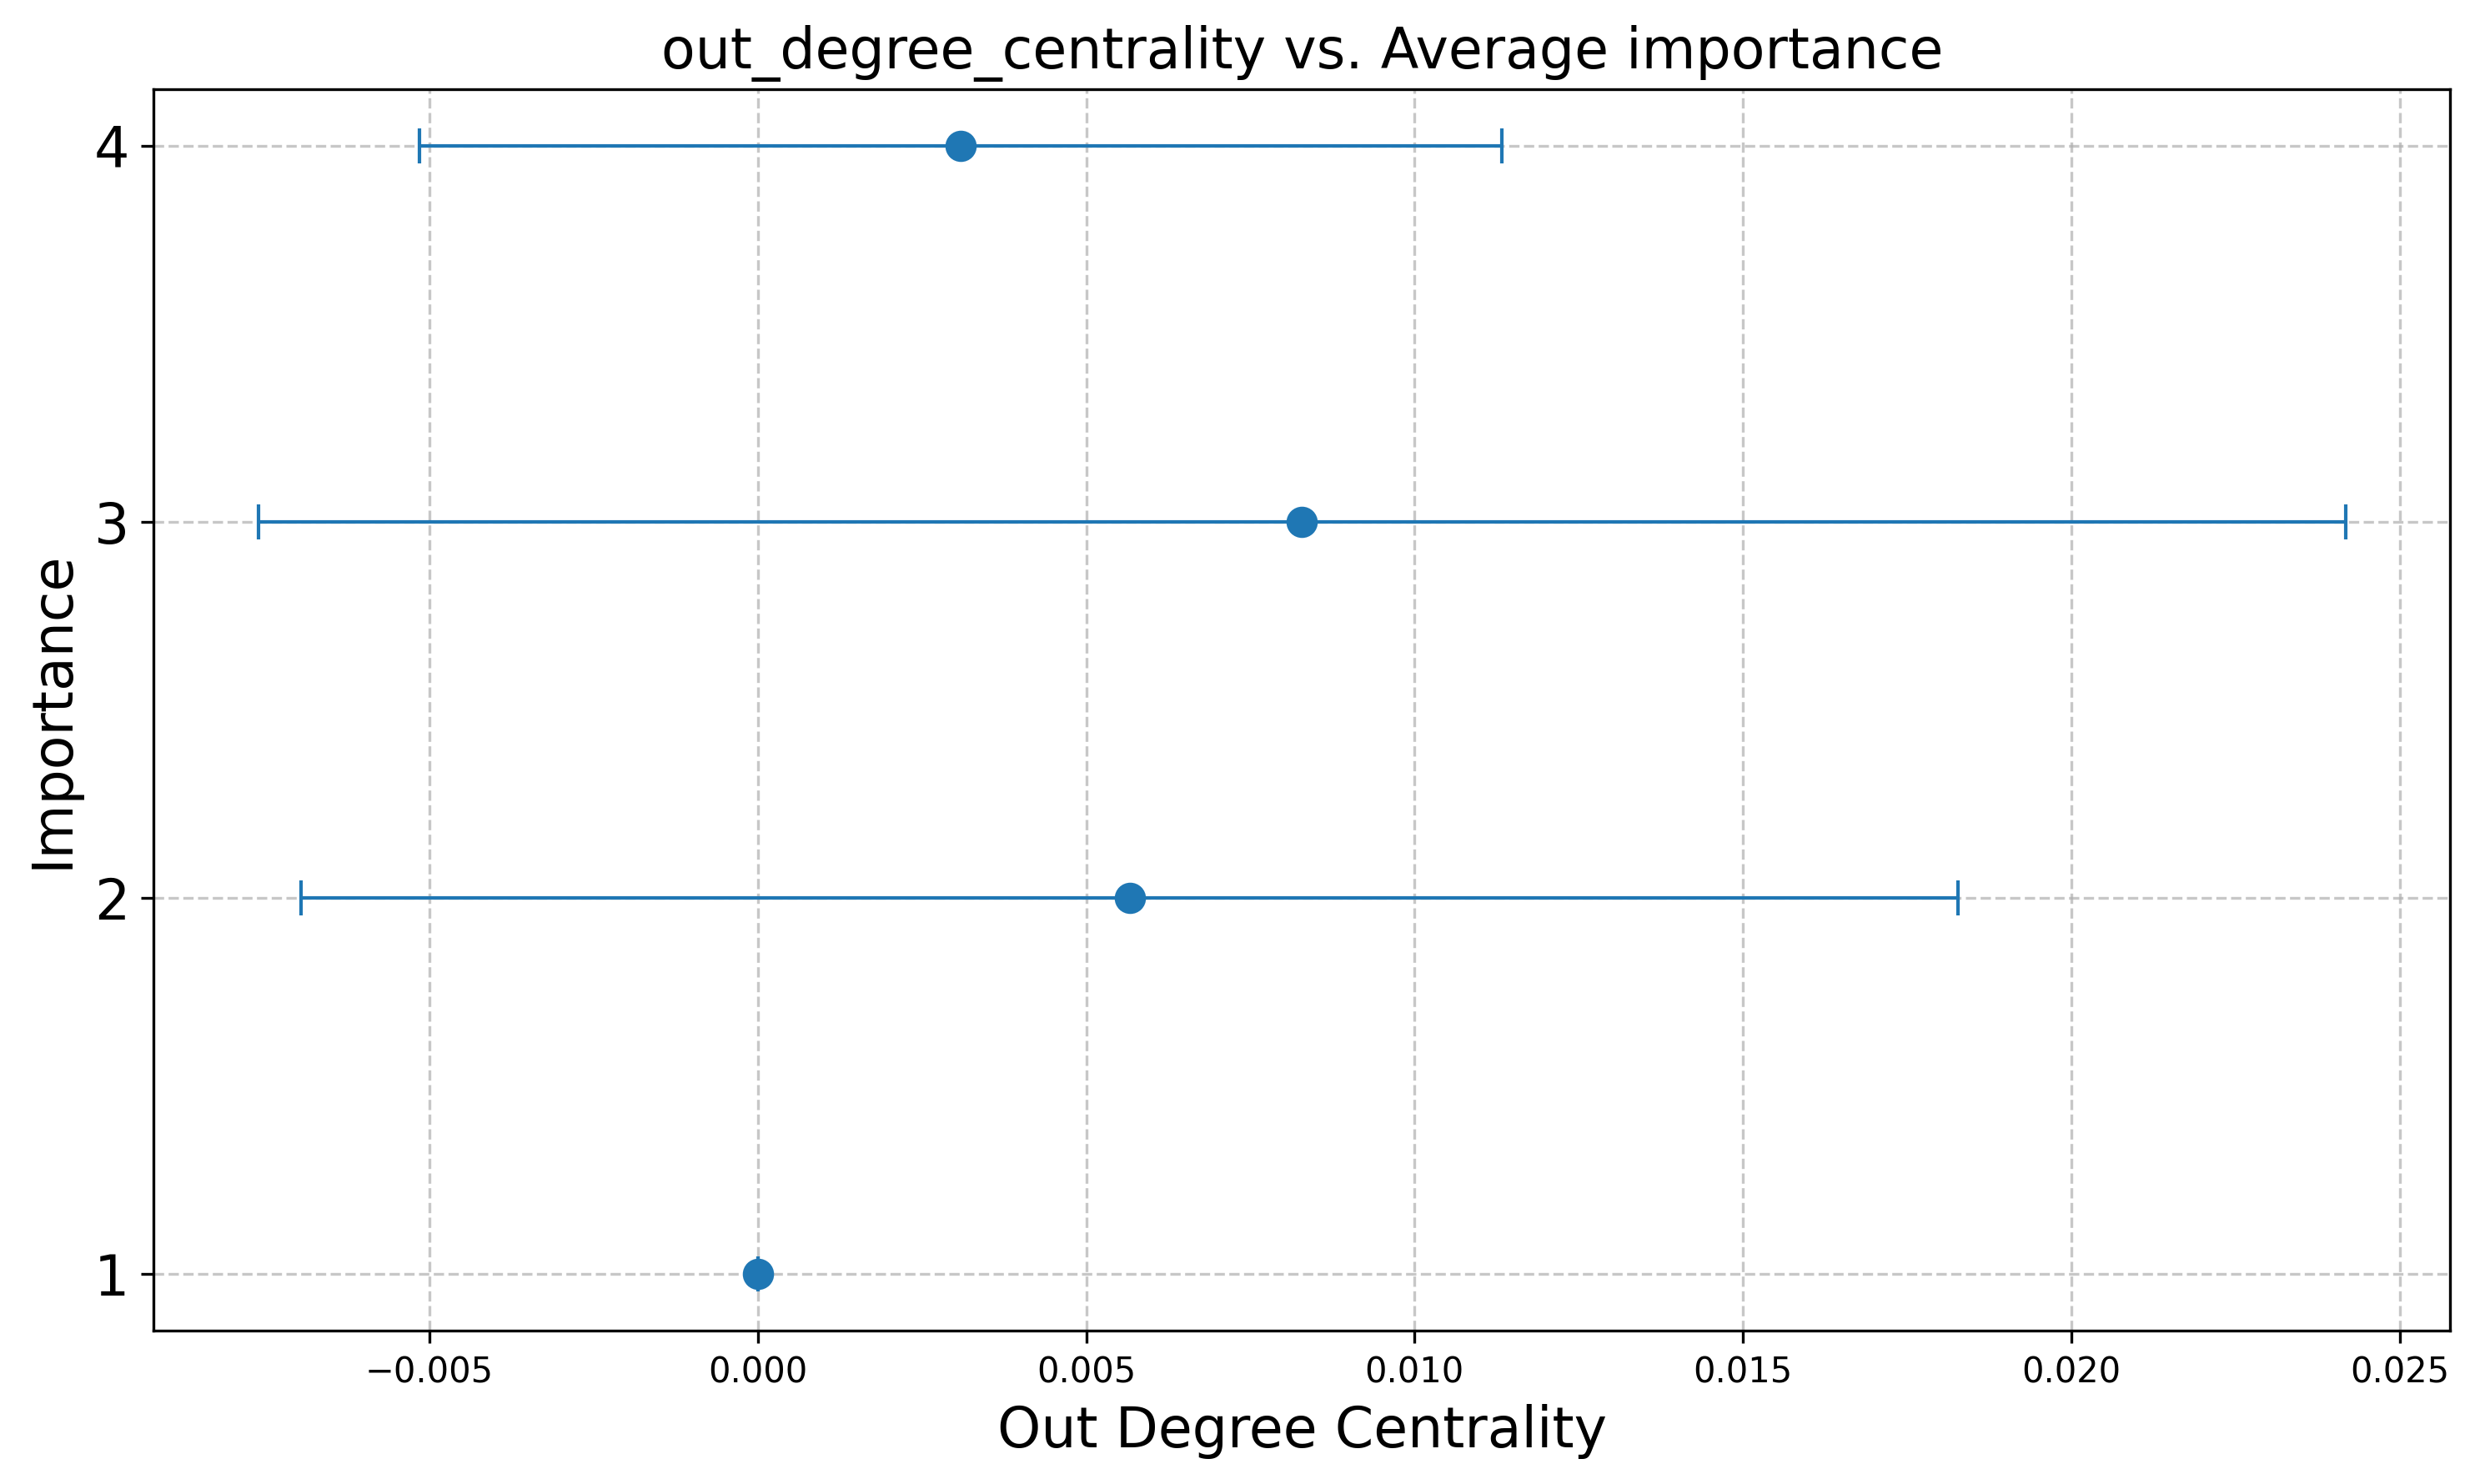 out_degree_centrality vs. Average importance
4
3
2
1
Importance
−0.005 0.000 0.005 0.010 0.015 0.020 0.025
Out Degree Centrality